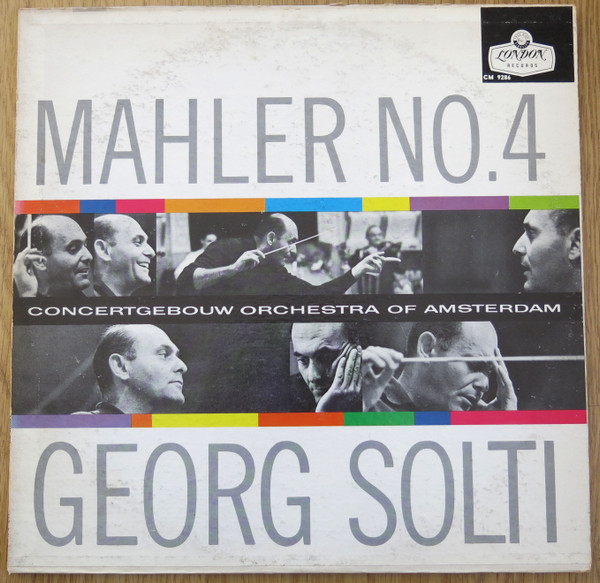 LONDON
RECORDS
CM 9286
MAHLER NO.4
CONCERTGEBOUW ORCHESTRA OF AMSTERDAM
GEORG SOLTI